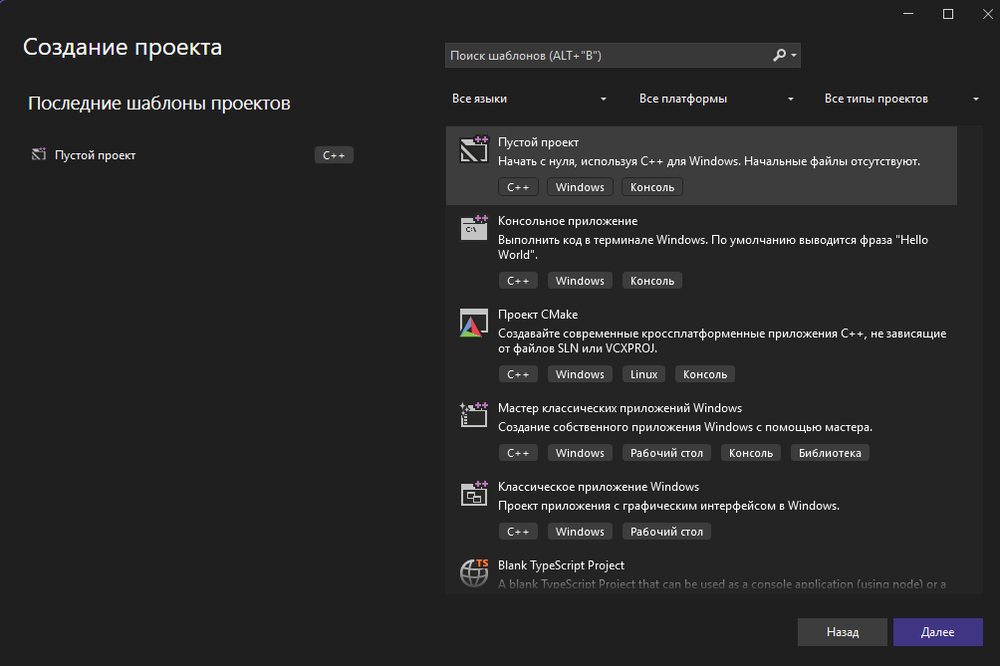 Создание проекта
Поиск шаблонов (ALT+"B")
Последние шаблоны проектов
Все языки
Все платформы
Все типы проектов
Пустой проект
C++
Пустой проект
Начать с нуля, используя C++ для Windows. Начальные файлы отсутствуют.
C++ Windows Консоль
C:\
Консольное приложение
Выполнить код в терминале Windows. По умолчанию выводится фраза "Hello
World".
C++ Windows Консоль
Проект CMake
Создавайте современные кроссплатформенные приложения C++, не зависящие
от файлов SLN или VCXPROJ.
C++ Windows Linux Консоль
Мастер классических приложений Windows
Создание собственного приложения Windows с помощью мастера.
C++ Windows Рабочий стол Консоль Библиотека
Классическое приложение Windows
Проект приложения с графическим интерфейсом в Windows.
C++ Windows Рабочий стол
TS
Blank TypeScript Project
A blank TypeScript Project that can be used as a console application (using node) or a
Назад
Далее